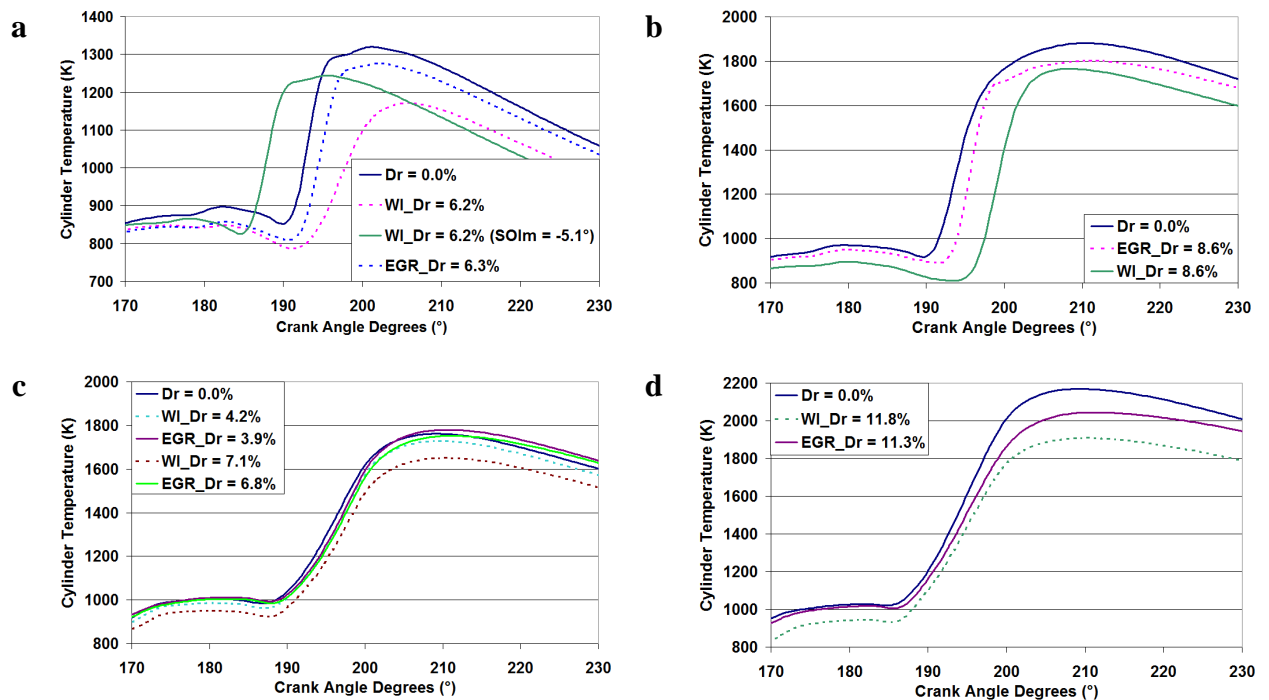 a
1400
1300
1200
1100
1000
900
800
700
Cylinder Temperature (K)
170 180 190 200 210 220 230
Crank Angle Degrees (°)
Dr = 0.0%
WI_Dr = 6.2%
WI_Dr = 6.2% (SOIm = -5.1°)
EGR_Dr = 6.3%
b
2000
1800
1600
1400
1200
1000
800
Cylinder Temperature (K)
170 180 190 200 210 220 230
Crank Angle Degrees (°)
Dr = 0.0%
EGR_Dr = 8.6%
WI_Dr = 8.6%
c
2000
1800
1600
1400
1200
1000
800
Cylinder Temperature (K)
170 180 190 200 210 220 230
Crank Angle Degrees (°)
Dr = 0.0%
WI_Dr = 4.2%
EGR_Dr = 3.9%
WI_Dr = 7.1%
EGR_Dr = 6.8%
d
2200
2000
1800
1600
1400
1200
1000
800
Cylinder Temperature (K)
170 180 190 200 210 220 230
Crank Angle Degrees (°)
Dr = 0.0%
WI_Dr = 11.8%
EGR_Dr = 11.3%